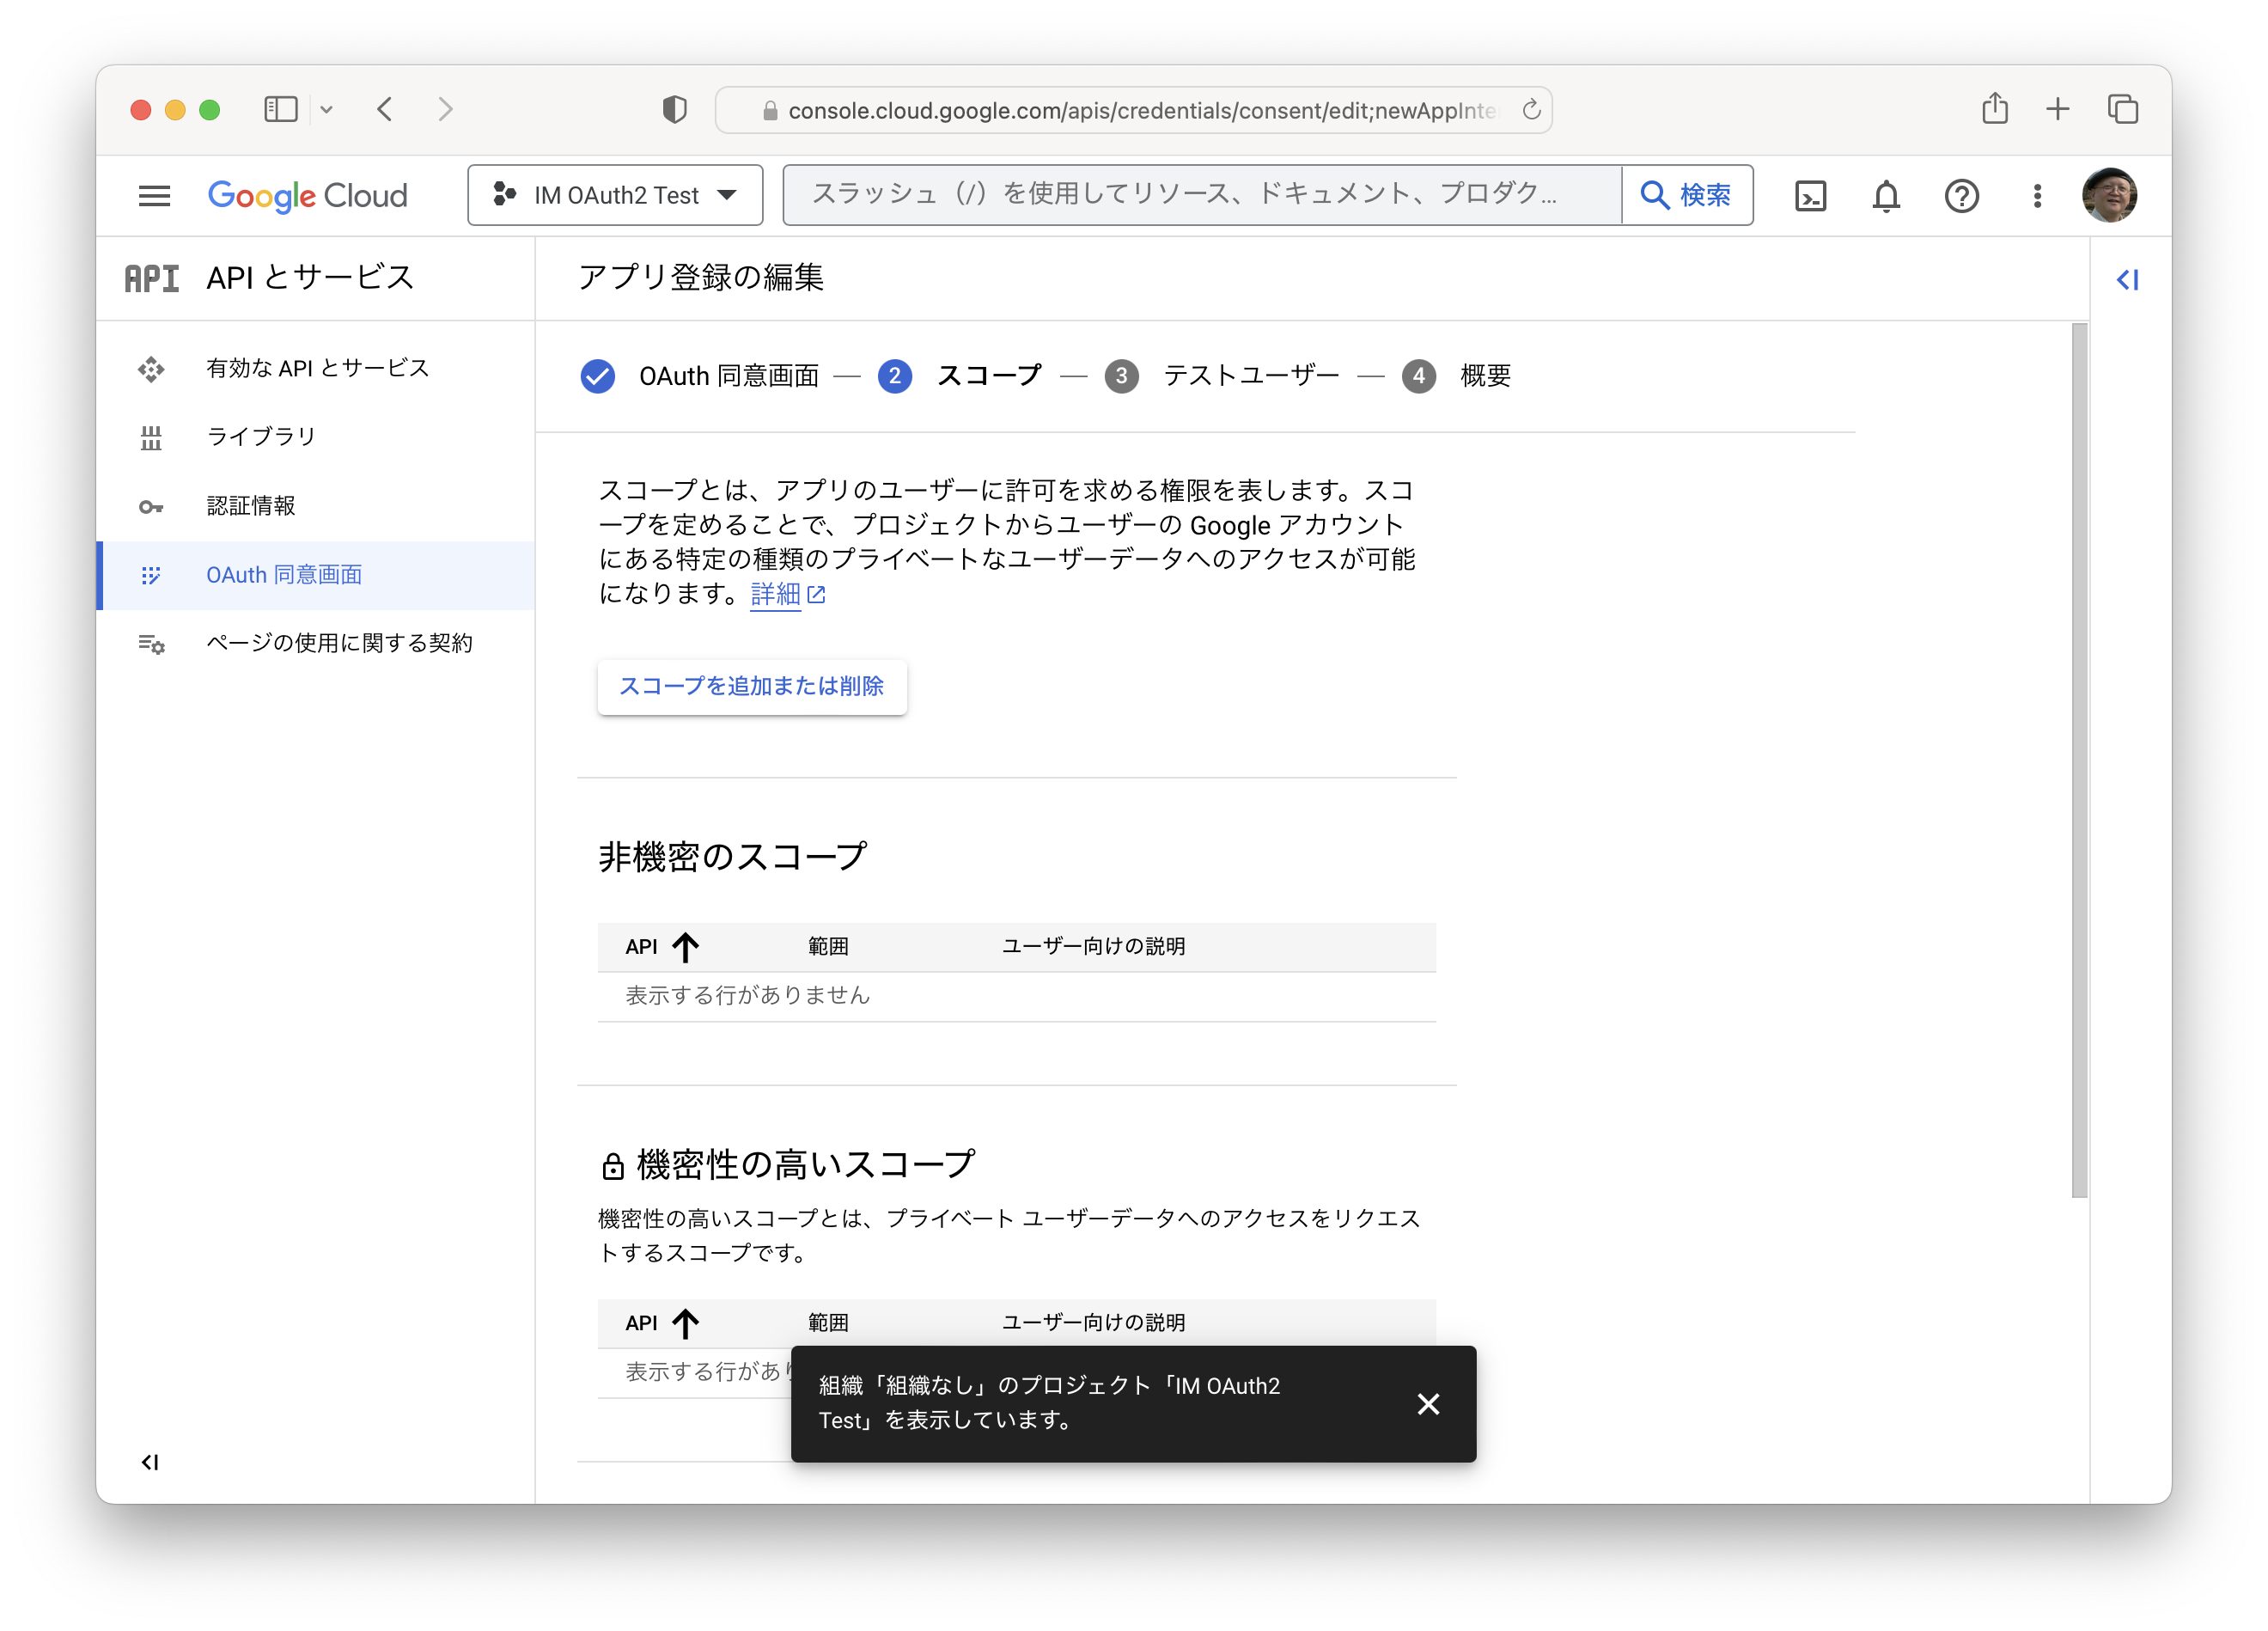 console.cloud.google.com/apis/credentials/consent/edit;newAppInte
Google Cloud
IM OAuth2 Test
スラッシュ（/）を使用してリソース、ドキュメント、プロダク...
検索
API
API とサービス
有効な API とサービス
ライブラリ
認証情報
OAuth 同意画面
ページの使用に関する契約
アプリ登録の編集
OAuth 同意画面 — 2 スコープ — 3 テストユーザー — 4 概要
スコープとは、アプリのユーザーに許可を求める権限を表します。スコ
ープを定めることで、プロジェクトからユーザーの Google アカウント
にある特定の種類のプライベートなユーザーデータへのアクセスが可能
になります。詳細
スコープを追加または削除
非機密のスコープ
API 範囲 ユーザー向けの説明
表示する行がありません
機密性の高いスコープ
機密性の高いスコープとは、プライベート ユーザーデータへのアクセスをリクエス
トするスコープです。
API 範囲 ユーザー向けの説明
表示する行があり
組織「組織なし」のプロジェクト「IM OAuth2
Test」を表示しています。